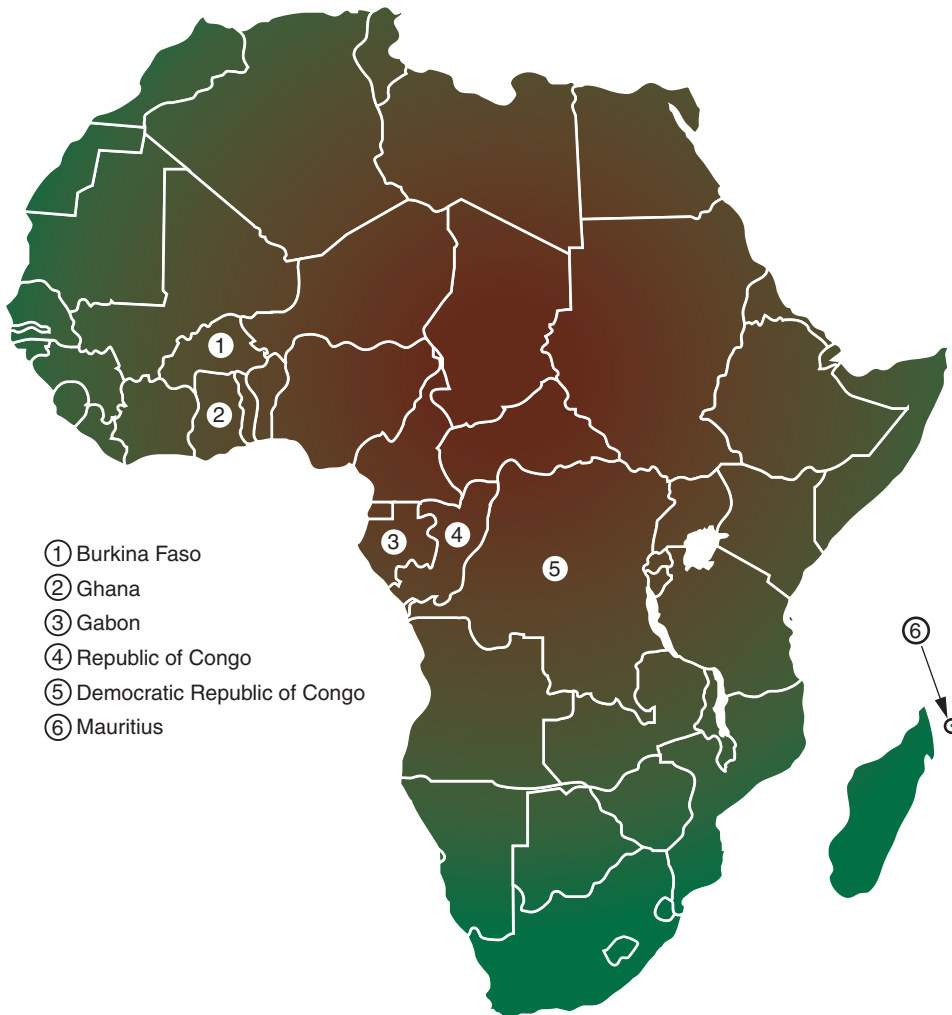 1
2
3
4
5
6
1 Burkina Faso
2 Ghana
3 Gabon
4 Republic of Congo
5 Democratic Republic of Congo
6 Mauritius